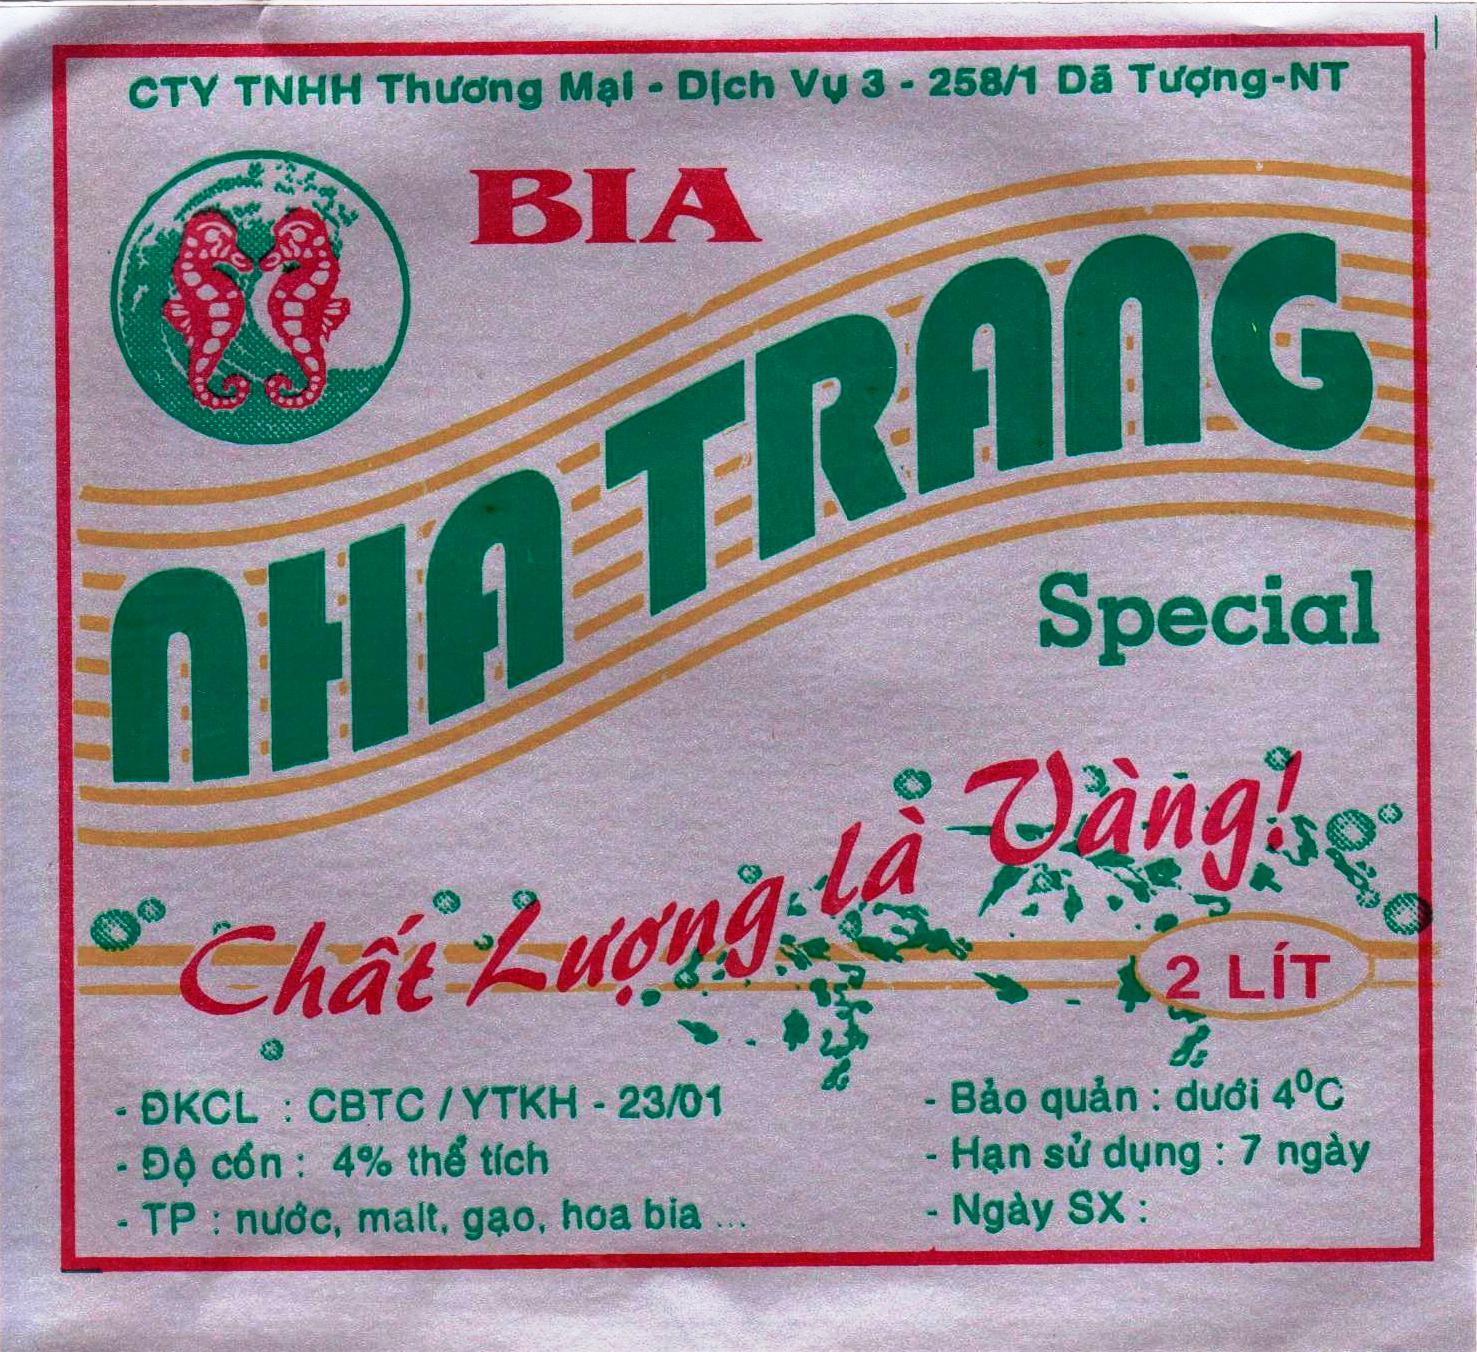 CTY TNHH Thương Mại - Dịch Vụ 3 - 258/1 Dã Tượng-NT
BIA
NHA TRANG
Special
Chất Lượng là Vàng!
2 LÍT
- ĐKCL : CBTC / YTKH - 23/01
- Độ cồn : 4% thể tích
- TP : nước, malt, gạo, hoa bia ...
- Bảo quản : dưới 4⁰C
- Hạn sử dụng : 7 ngày
- Ngày SX :